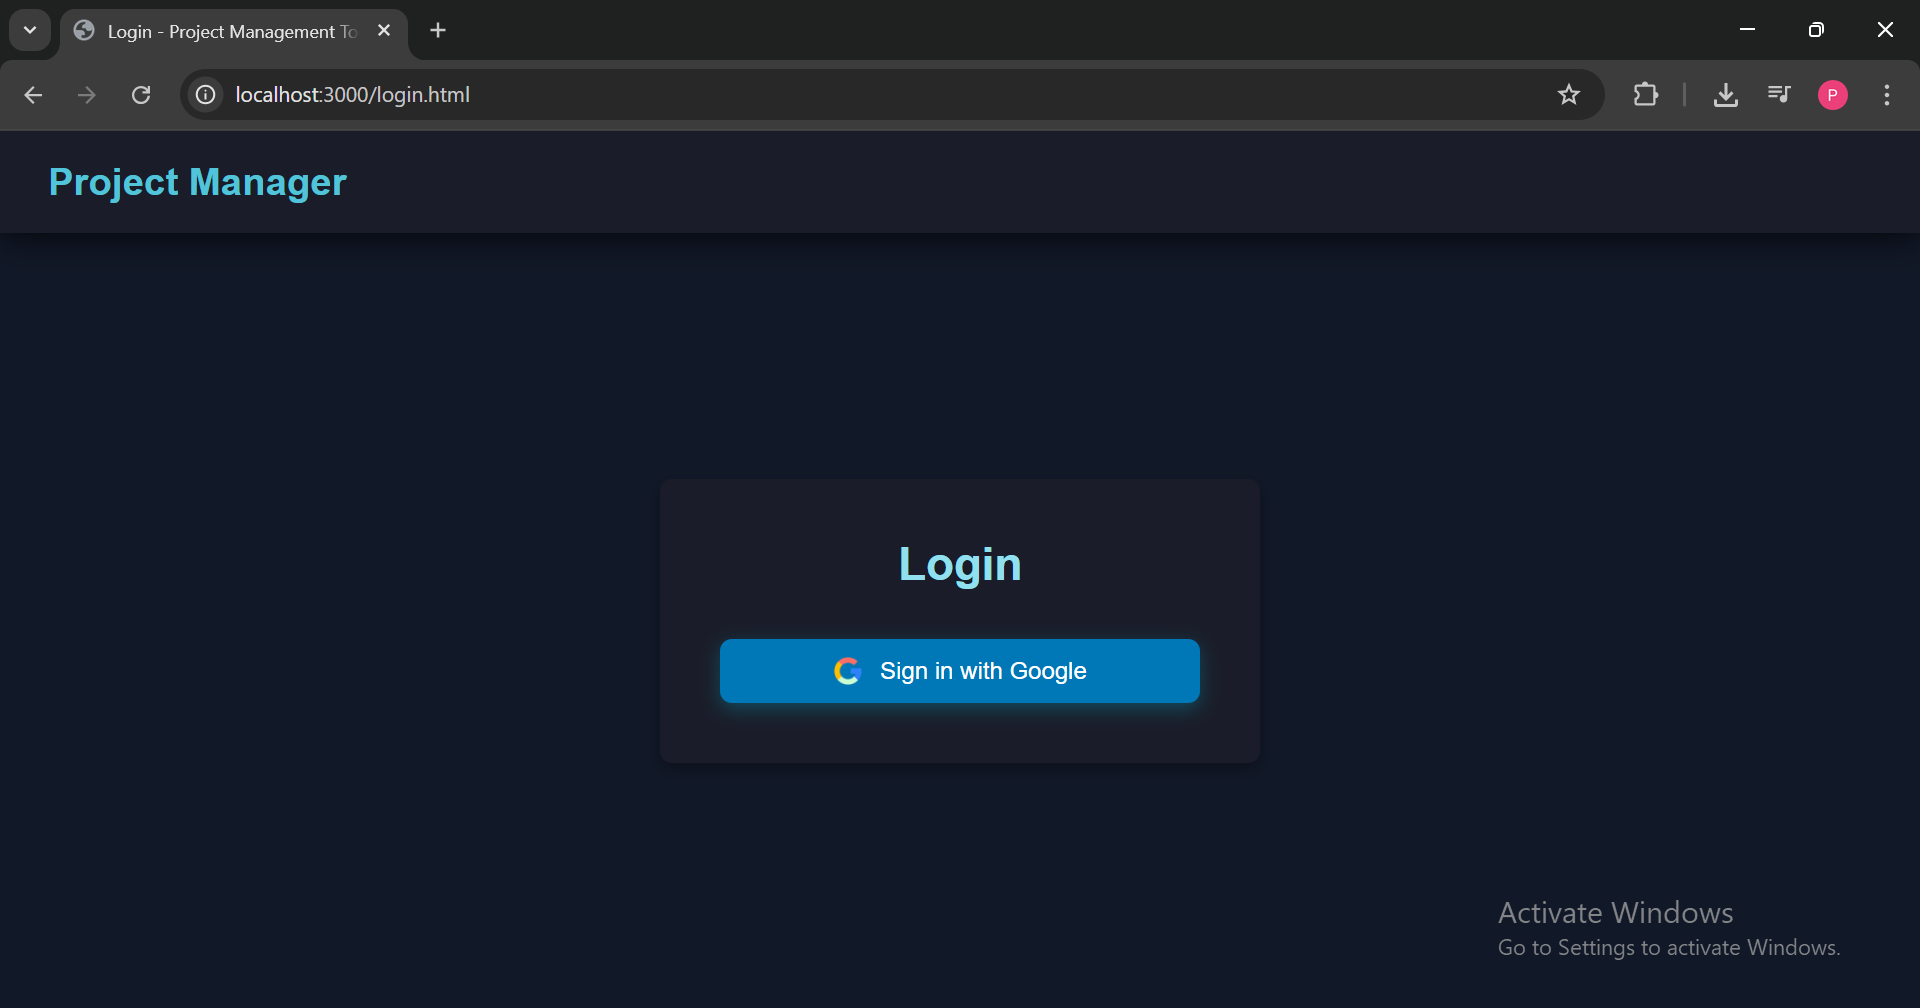 Login - Project Management To
localhost:3000/login.html
P
Project Manager
Login
Sign in with Google
Activate Windows
Go to Settings to activate Windows.